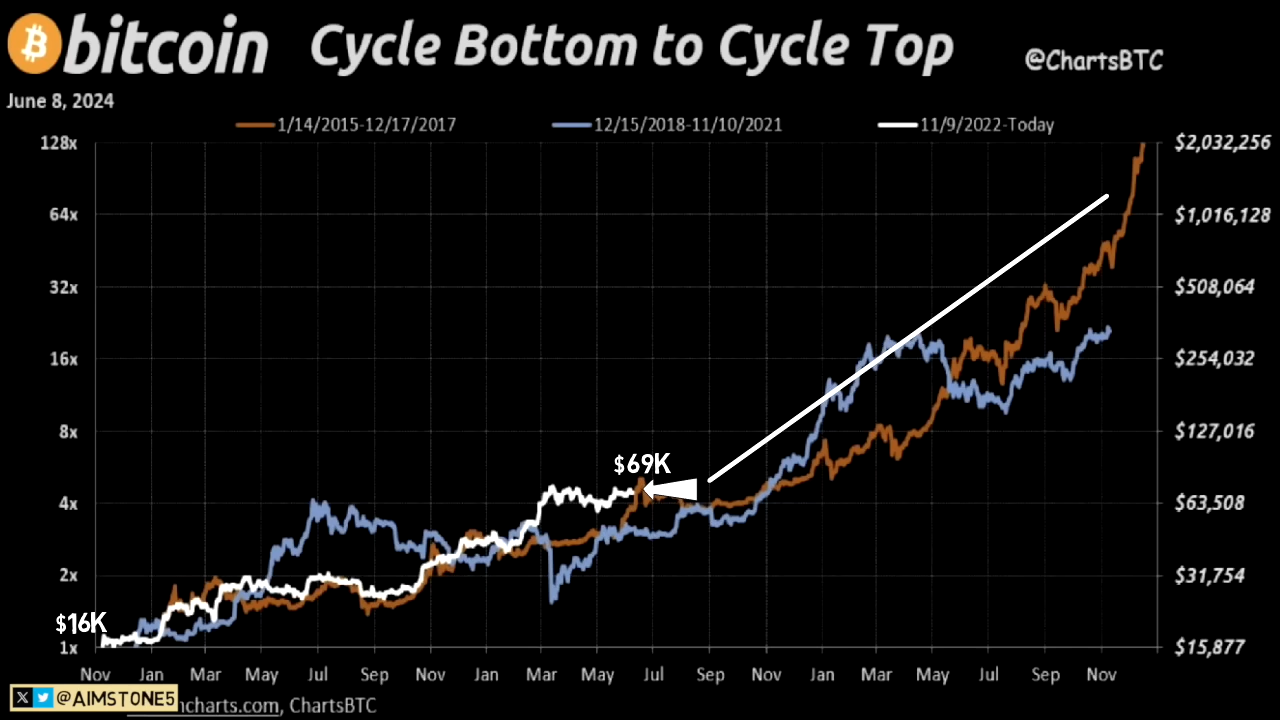 bitcoin Cycle Bottom to Cycle Top @ChartsBTC
June 8, 2024
1/14/2015-12/17/2017 12/15/2018-11/10/2021 11/9/2022-Today
128x $2,032,256
64x $1,016,128
32x $508,064
16x $254,032
8x $127,016
$69K
4x $63,508
2x $31,754
$16K
1x $15,877
Nov Jan Mar May Jul Sep Nov Jan Mar May Jul Sep Nov Jan Mar May Jul Sep Nov
@AIMSTONE5 ncharts.com, ChartsBTC